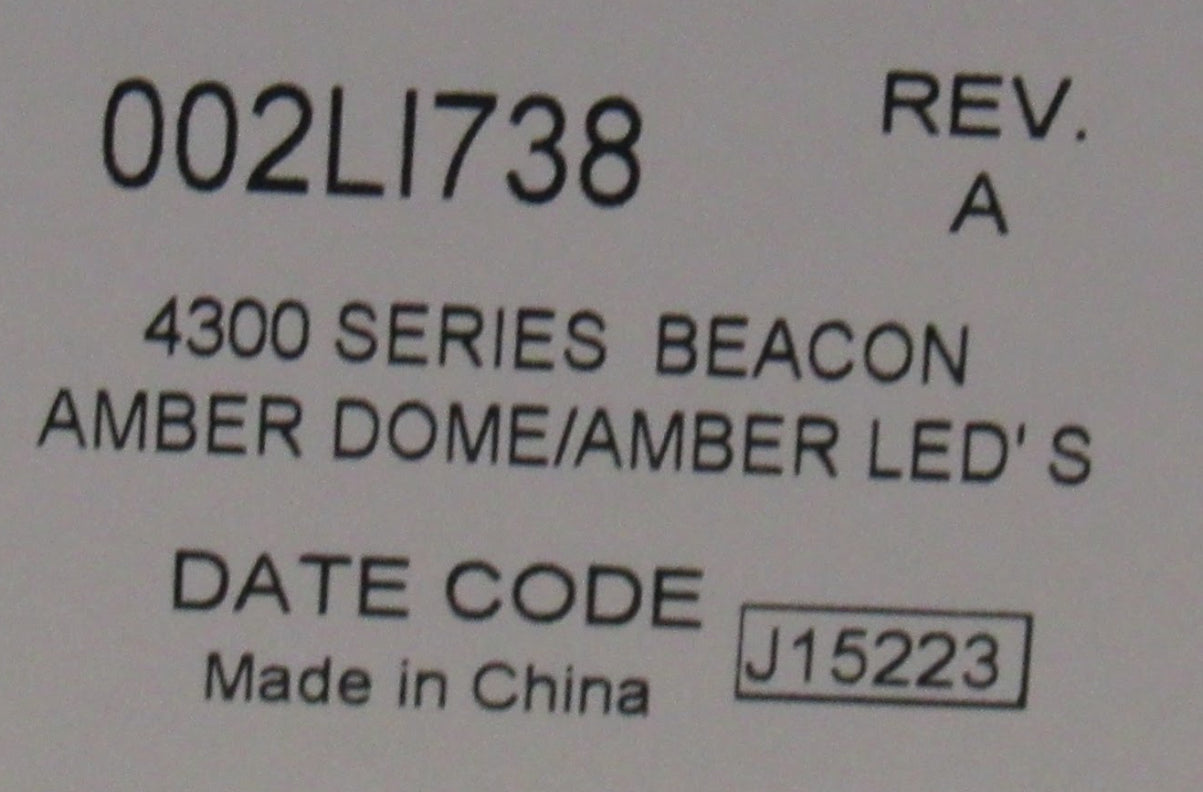 002LI738
REV.
A
4300 SERIES BEACON
AMBER DOME/AMBER LED' S
DATE CODE J15223
Made in China